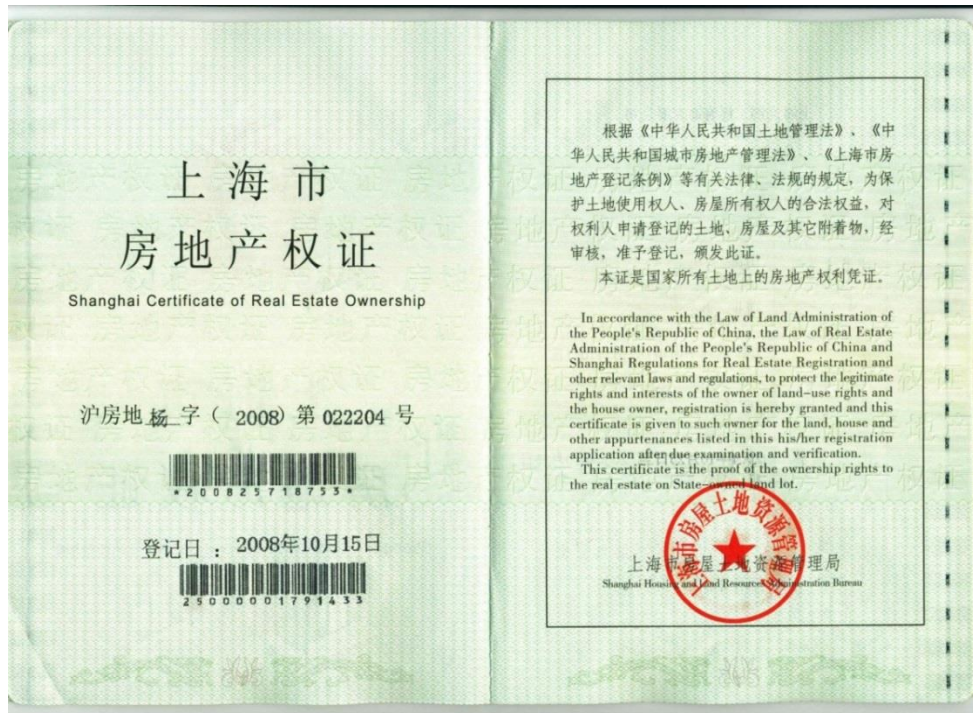 上海市
房地产权证
Shanghai Certificate of Real Estate Ownership
沪房地 杨 字( 2008) 第 022204 号
*200825718753*
登记日 : 2008年10月15日
2500001791433
根据《中华人民共和国土地管理法》、《中
华人民共和国城市房地产管理法》、《上海市房
地产登记条例》等有关法律、法规的规定，为保
护土地使用权人、房屋所有权人的合法权益，对
权利人申请登记的土地、房屋及其它附着物，经
审核，准予登记，颁发此证。
本证是国家所有土地上的房地产权利凭证。
In accordance with the Law of Land Administration of
the People's Republic of China, the Law of Real Estate
Administration of the People's Republic of China and
Shanghai Regulations for Real Estate Registration and
other relevant laws and regulations, to protect the legitimate
rights and interests of the owner of land-use rights and
the house owner, registration is hereby granted and this
certificate is given to such owner for the land, house and
other appurtenances listed in this his/her registration
application after due examination and verification.
This certificate is the proof of the ownership rights to
the real estate on State-owned land lot.
上海市房屋土地资源管理局
上海市房屋土地资源管理局
Shanghai Housing and Land Resources Administration Bureau